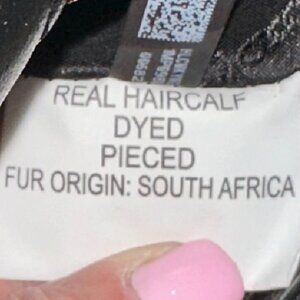 REAL HAIRCALF
DYED
PIECED
FUR ORIGIN: SOUTH AFRICA